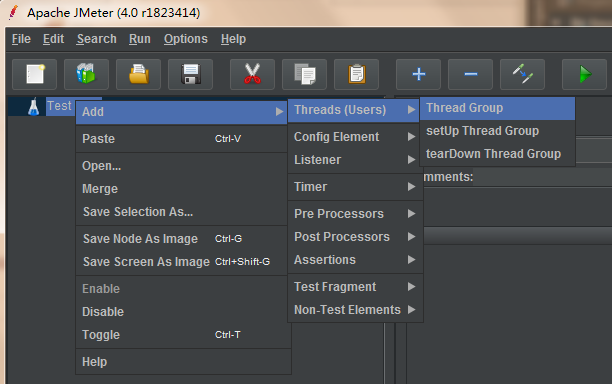 Apache JMeter (4.0 r1823414)
File Edit Search Run Options Help
Test
Add
Paste Ctrl-V
Open...
Merge
Save Selection As...
Save Node As Image Ctrl-G
Save Screen As Image Ctrl+Shift-G
Enable
Disable
Toggle Ctrl-T
Help
Threads (Users)
Config Element
Listener
Timer
Pre Processors
Post Processors
Assertions
Test Fragment
Non-Test Elements
Thread Group
setUp Thread Group
tearDown Thread Group
mments: